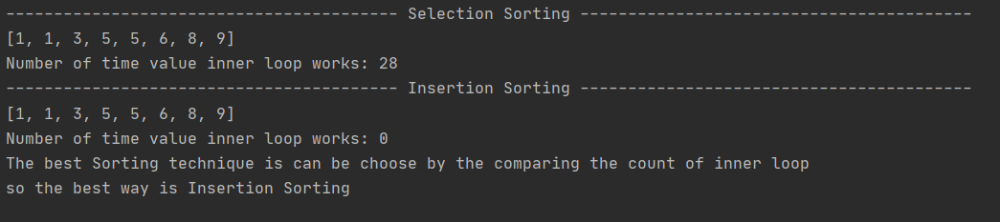 ----------------------------------------- Selection Sorting -----------------------------------------
[1, 1, 3, 5, 5, 6, 8, 9]
Number of time value inner loop works: 28
----------------------------------------- Insertion Sorting -----------------------------------------
[1, 1, 3, 5, 5, 6, 8, 9]
Number of time value inner loop works: 0
The best Sorting technique is can be choose by the comparing the count of inner loop
so the best way is Insertion Sorting